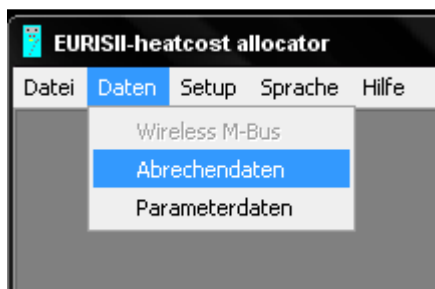 EURISII-heatcost allocator
Datei Daten Setup Sprache Hilfe
Wireless M-Bus
Abrechendaten
Parameterdaten